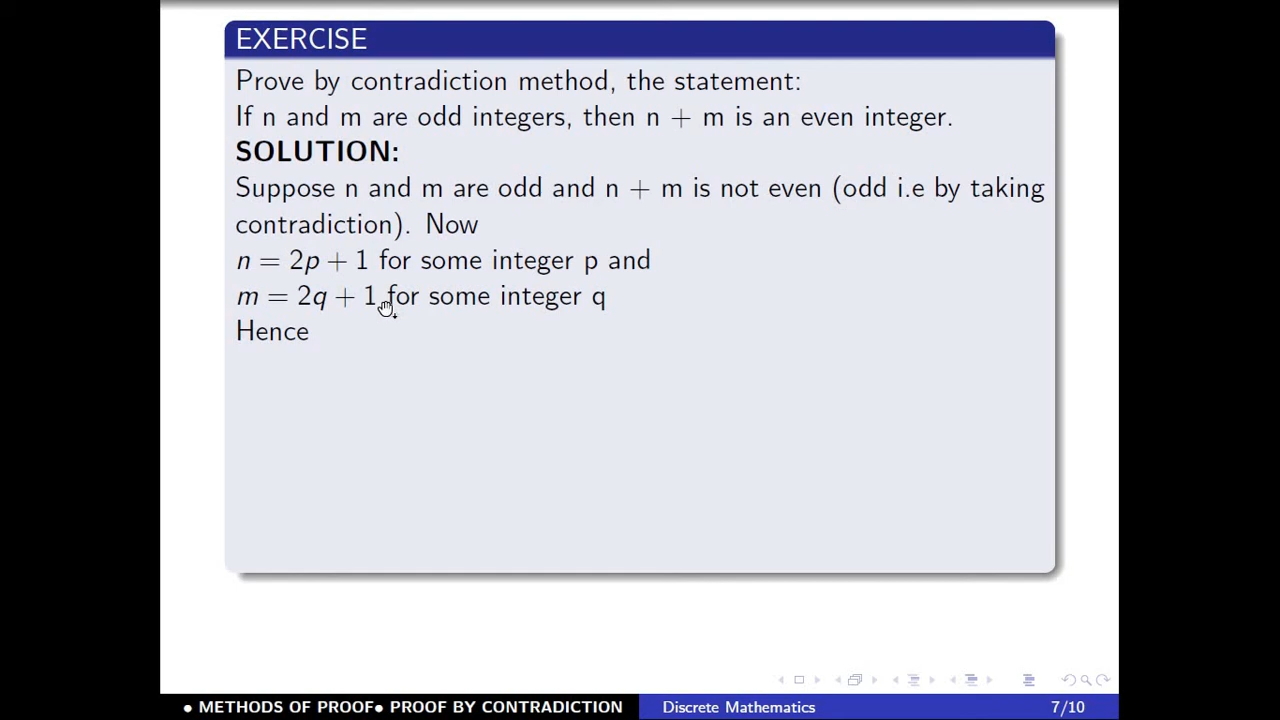 EXERCISE
Prove by contradiction method, the statement:
If n and m are odd integers, then n + m is an even integer.
SOLUTION:
Suppose n and m are odd and n + m is not even (odd i.e by taking
contradiction). Now
n = 2p + 1 for some integer p and
m = 2q + 1 for some integer q
Hence
• METHODS OF PROOF• PROOF BY CONTRADICTION Discrete Mathematics 7/10